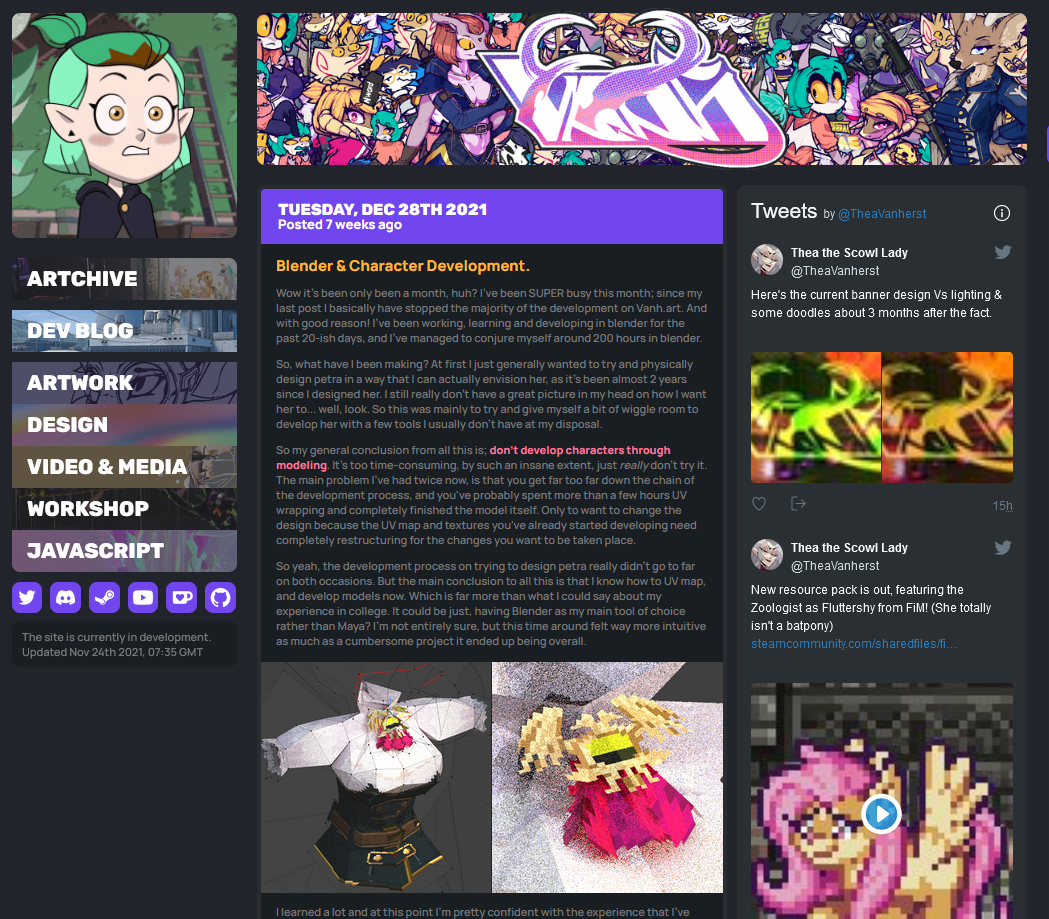 VANH
ARTCHIVE
DEV BLOG
ARTWORK
DESIGN
VIDEO & MEDIA
WORKSHOP
JAVASCRIPT
The site is currently in development.
Updated Nov 24th 2021, 07:35 GMT
TUESDAY, DEC 28TH 2021
Posted 7 weeks ago
Blender & Character Development.
Wow it's been only been a month, huh? I've been SUPER busy this month; since my
last post I basically have stopped the majority of the development on Vanh.art. And
with good reason! I've been working, learning and developing in blender for the
past 20-ish days, and I've managed to conjure myself around 200 hours in blender.
So, what have I been making? At first I just generally wanted to try and physically
design petra in a way that I can actually envision her, as it's been almost 2 years
since I designed her. I still really don't have a great picture in my head on how I want
her to... well, look. So this was mainly to try and give myself a bit of wiggle room to
develop her with a few tools I usually don't have at my disposal.
So my general conclusion from all this is; don't develop characters through
modeling. It's too time-consuming, by such an insane extent, just really don't try it.
The main problem I've had twice now, is that you get far too far down the chain of
the development process, and you've probably spent more than a few hours UV
wrapping and completely finished the model itself. Only to want to change the
design because the UV map and textures you've already started developing need
completely restructuring for the changes you want to be taken place.
So yeah, the development process on trying to design petra really didn't go to far
on both occasions. But the main conclusion to all this is that I know how to UV map,
and develop models now. Which is far more than what I could say about my
experience in college. It could be just, having Blender as my main tool of choice
rather than Maya? I'm not entirely sure, but this time around felt way more intuitive
as much as a cumbersome project it ended up being overall.
I learned a lot and at this point I'm pretty confident with the experience that I've
Tweets by @TheaVanherst
Thea the Scowl Lady
@TheaVanherst
Here's the current banner design Vs lighting &
some doodles about 3 months after the fact.
15h
Thea the Scowl Lady
@TheaVanherst
New resource pack is out, featuring the
Zoologist as Fluttershy from FiM! (She totally
isn't a batpony)
steamcommunity.com/sharedfiles/fi…